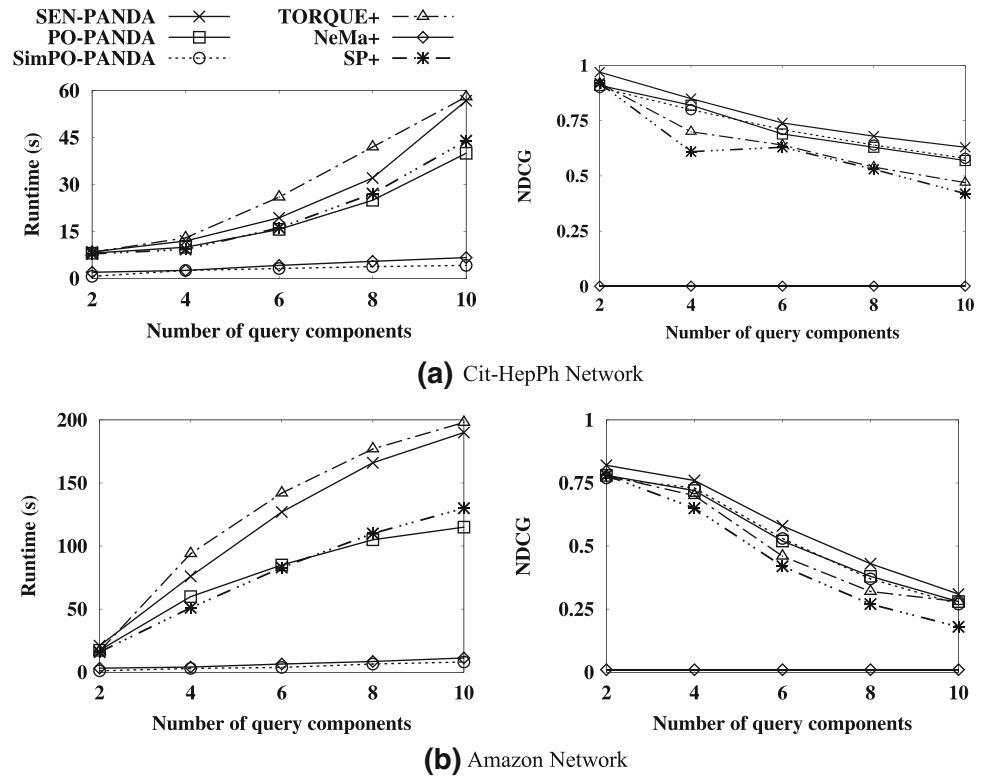 SEN-PANDA TORQUE+
PO-PANDA NeMa+
SimPO-PANDA SP+
60
45
30
15
0
Runtime (s)
2 4 6 8 10
Number of query components
1
0.75
0.5
0.25
0
NDCG
2 4 6 8 10
Number of query components
(a) Cit-HepPh Network
200
150
100
50
0
Runtime (s)
2 4 6 8 10
Number of query components
1
0.75
0.5
0.25
0
NDCG
2 4 6 8 10
Number of query components
(b) Amazon Network